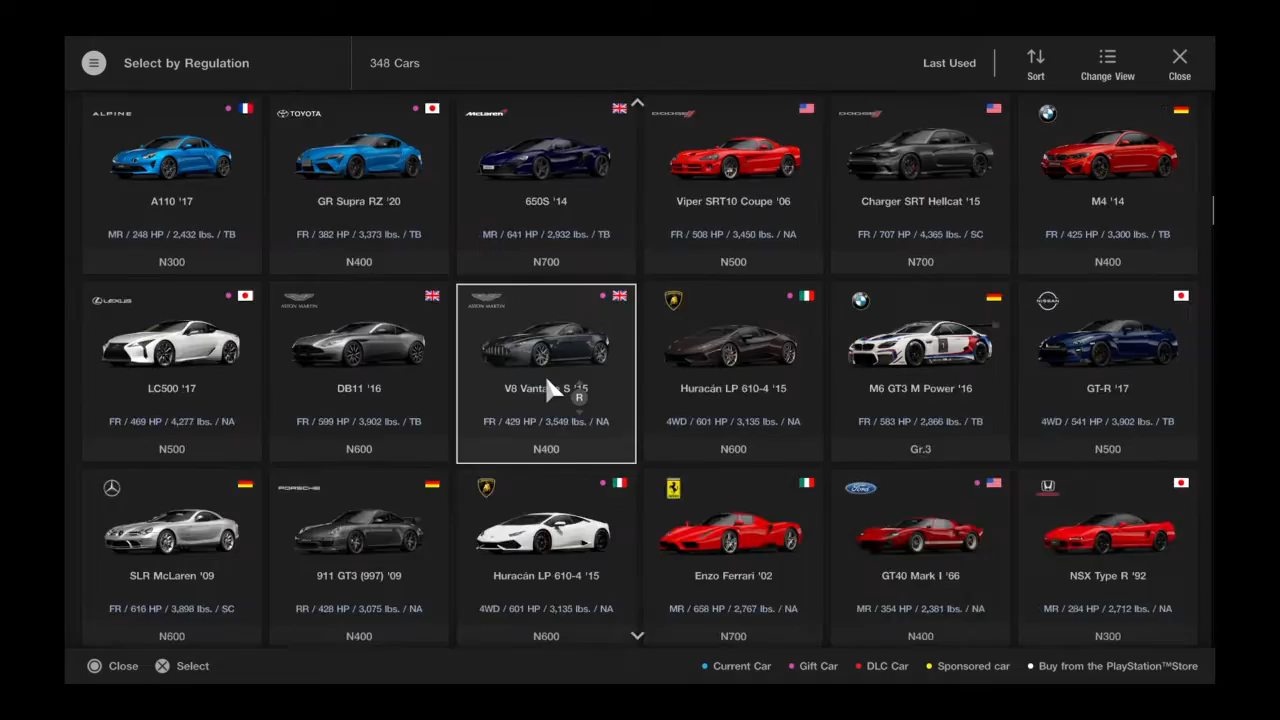 Select by Regulation
348 Cars
Last Used
Sort
Change View
Close
ALPINE
A110 '17
MR / 248 HP / 2,432 lbs. / TB
N300
TOYOTA
GR Supra RZ '20
FR / 382 HP / 3,373 lbs. / TB
N400
McLaren
650S '14
MR / 641 HP / 2,932 lbs. / TB
N700
DODGE
Viper SRT10 Coupe '06
FR / 508 HP / 3,450 lbs. / NA
N500
DODGE
Charger SRT Hellcat '15
FR / 707 HP / 4,365 lbs. / SC
N700
M4 '14
FR / 425 HP / 3,300 lbs. / TB
N400
LEXUS
LC500 '17
FR / 469 HP / 4,277 lbs. / NA
N500
ASTON MARTIN
DB11 '16
FR / 599 HP / 3,902 lbs. / TB
N600
ASTON MARTIN
V8 Vanta S '15
R
FR / 429 HP / 3,549 lbs. / NA
N400
Huracán LP 610-4 '15
4WD / 601 HP / 3,135 lbs. / NA
N600
M6 GT3 M Power '16
FR / 583 HP / 2,866 lbs. / TB
Gr.3
NISSAN
GT-R '17
4WD / 541 HP / 3,902 lbs. / TB
N500
SLR McLaren '09
FR / 616 HP / 3,898 lbs. / SC
N600
PORSCHE
911 GT3 (997) '09
RR / 428 HP / 3,075 lbs. / NA
N400
Huracán LP 610-4 '15
4WD / 601 HP / 3,135 lbs. / NA
N600
Enzo Ferrari '02
MR / 658 HP / 2,767 lbs. / NA
N700
Ford
GT40 Mark I '66
MR / 354 HP / 2,381 lbs. / NA
N400
HONDA
NSX Type R '92
MR / 284 HP / 2,712 lbs. / NA
N300
Close
Select
Current Car
Gift Car
DLC Car
Sponsored car
Buy from the PlayStation™Store